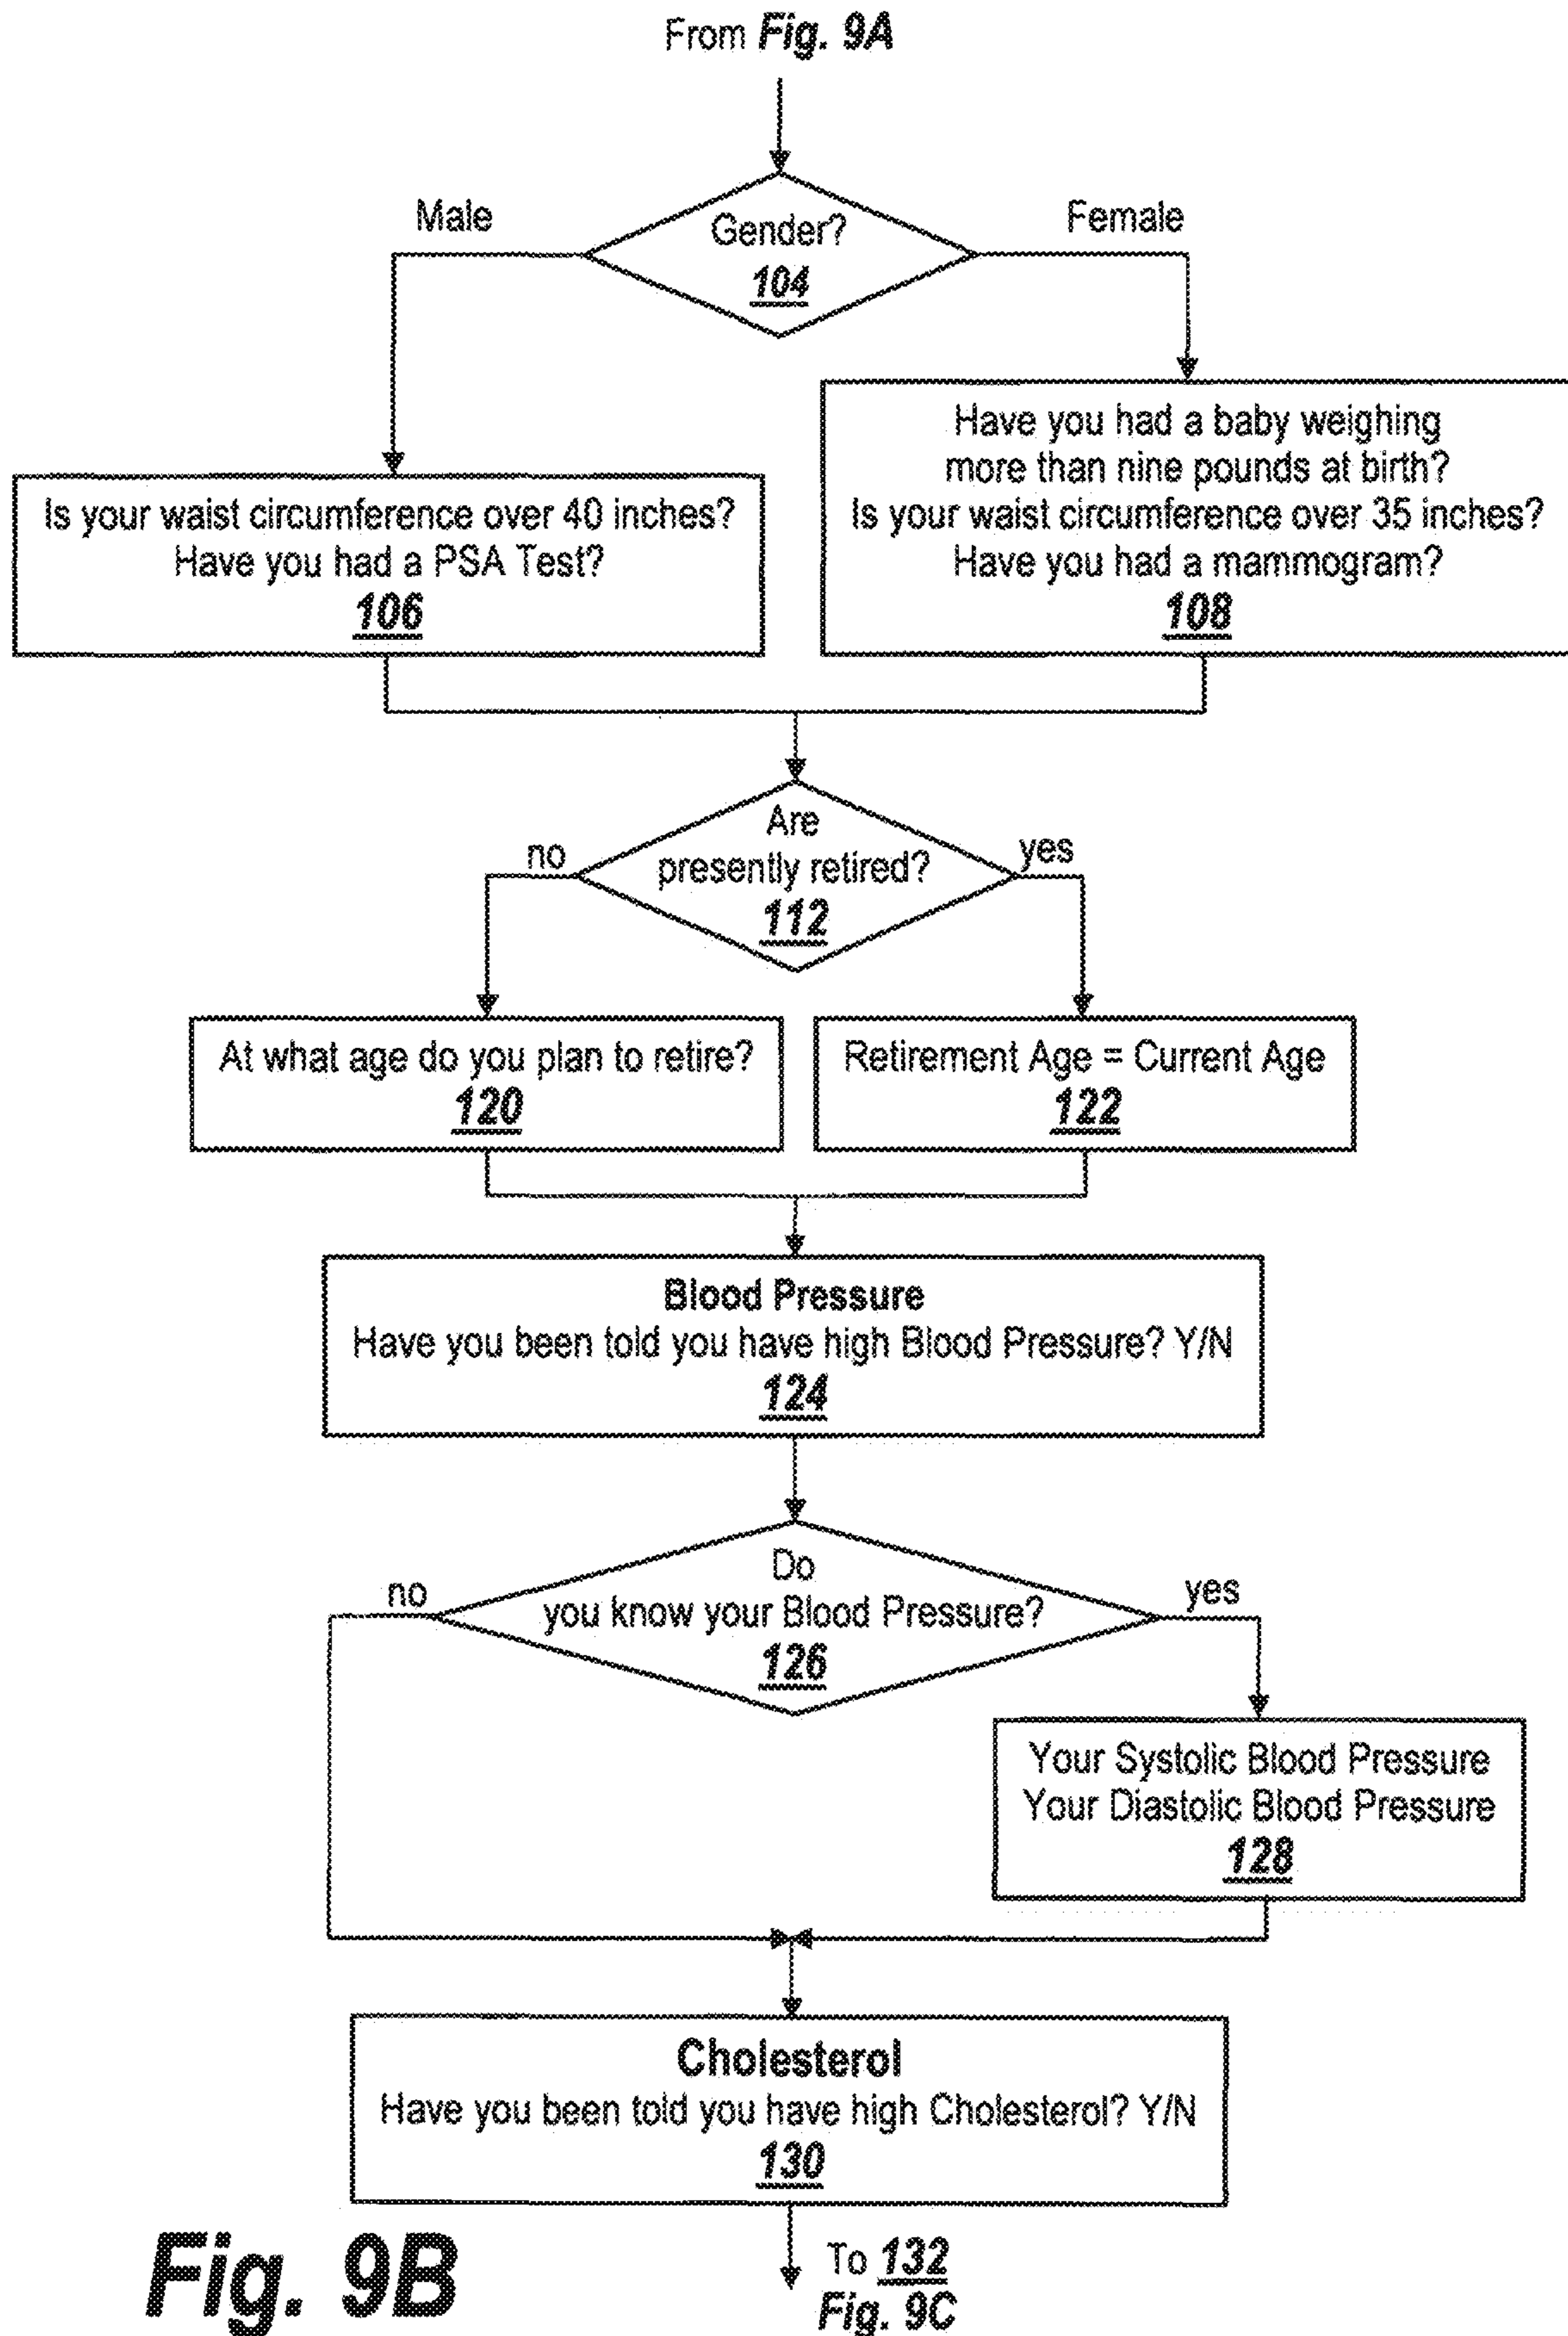 From Fig. 9A
Male
Gender?
104
Female
Is your waist circumference over 40 inches?
Have you had a PSA Test?
106
Have you had a baby weighing
more than nine pounds at birth?
Is your waist circumference over 35 inches?
Have you had a mammogram?
108
no
Are
presently retired?
112
yes
At what age do you plan to retire?
120
Retirement Age = Current Age
122
Blood Pressure
Have you been told you have high Blood Pressure? Y/N
124
no
Do
you know your Blood Pressure?
126
yes
Your Systolic Blood Pressure
Your Diastolic Blood Pressure
128
Cholesterol
Have you been told you have high Cholesterol? Y/N
130
To 132
Fig. 9C
Fig. 9B